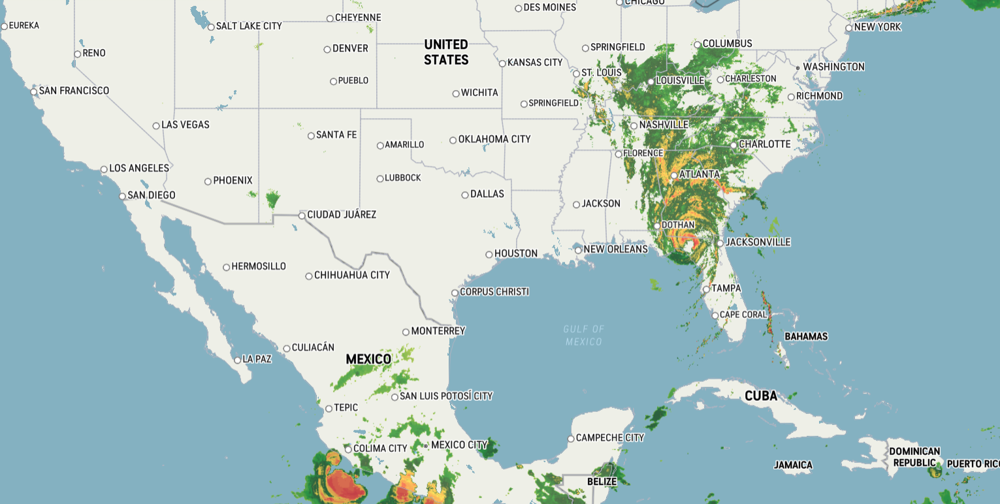 DES MOINES
CHICAGO
CHEYENNE
EUREKA
SALT LAKE CITY
NEW YORK
UNITED
STATES
DENVER
SPRINGFIELD
COLUMBUS
RENO
KANSAS CITY
WASHINGTON
PUEBLO
ST. LOUIS
LOUISVILLE
CHARLESTON
SAN FRANCISCO
WICHITA
SPRINGFIELD
RICHMOND
LAS VEGAS
NASHVILLE
SANTA FE
AMARILLO
OKLAHOMA CITY
CHARLOTTE
FLORENCE
LOS ANGELES
PHOENIX
LUBBOCK
ATLANTA
SAN DIEGO
DALLAS
JACKSON
CIUDAD JUÁREZ
DOTHAN
JACKSONVILLE
HOUSTON
NEW ORLEANS
HERMOSILLO
CHIHUAHUA CITY
CORPUS CHRISTI
TAMPA
CAPE CORAL
MONTERREY
GULF OF
MEXICO
BAHAMAS
CULIACÁN
LA PAZ
MEXICO
SAN LUIS POTOSÍ CITY
CUBA
TEPIC
CAMPECHE CITY
COLIMA CITY
MEXICO CITY
DOMINICAN
REPUBLIC
JAMAICA
PUERTO RIC
BELIZE